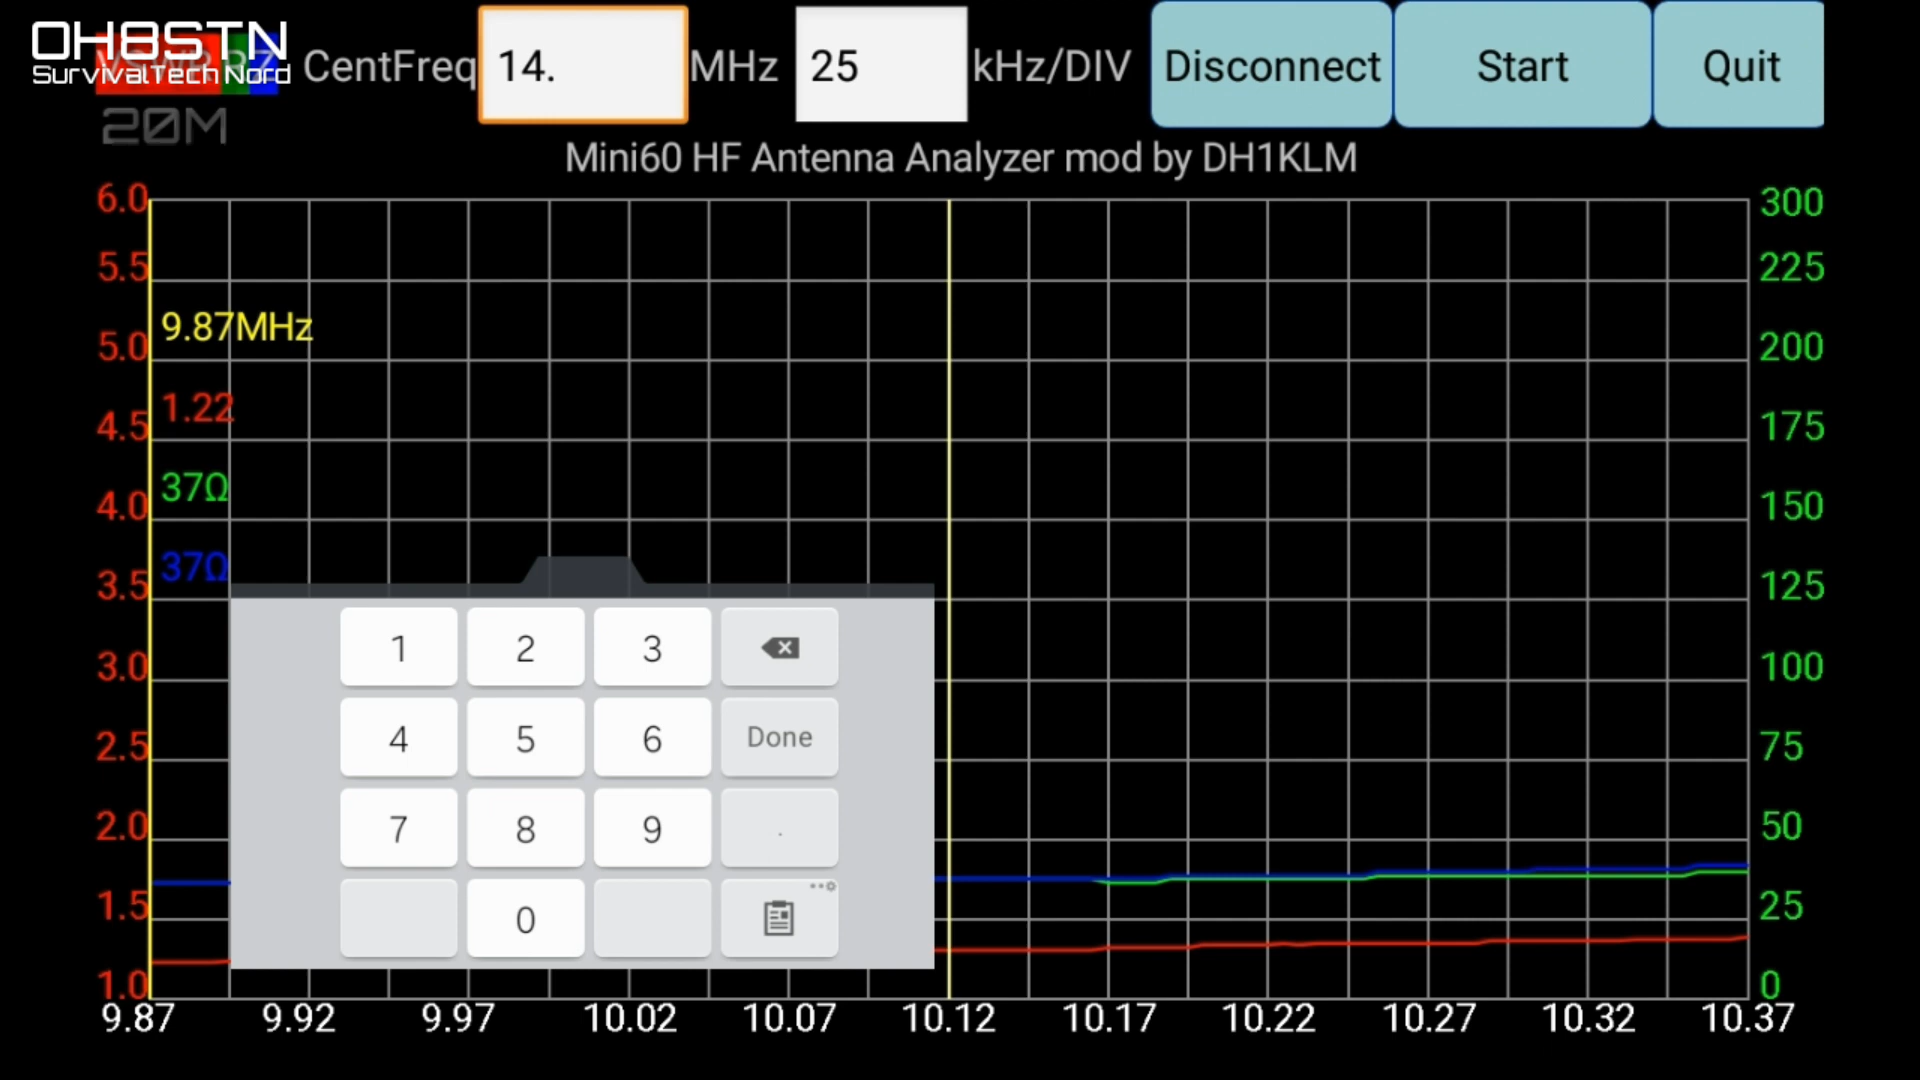 OH8STN
SurvivalTech Nord
CentFreq 14. MHz 25 kHz/DIV Disconnect Start Quit
20M
Mini60 HF Antenna Analyzer mod by DH1KLM
6.0 300
5.5 225
9.87MHz
5.0 200
1.22
4.5 175
37Ω
4.0 150
37Ω
3.5 125
1 2 3
3.0 100
4 5 6 Done
2.5 75
7 8 9 .
2.0 50
1.5 25
0
1.0 0
9.87 9.92 9.97 10.02 10.07 10.12 10.17 10.22 10.27 10.32 10.37